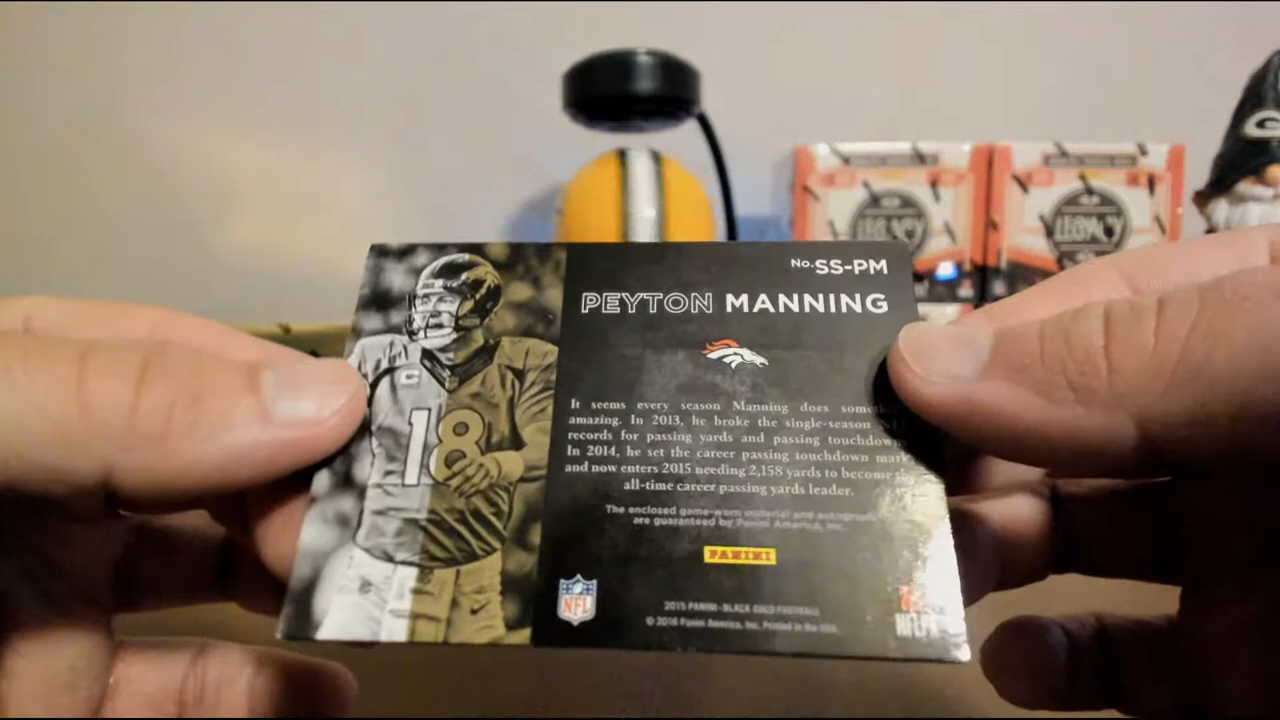 G
LEGACY
LEGACY
No. SS-PM
PEYTON MANNING
C
18
It seems every season Manning does
amazing. In 2013, he broke the single-season
records for passing yards and passing touchdown
In 2014, he set the career passing touchdown mark
and now enters 2015 needing 2,158 yards to become
all-time career passing yards leader.
The enclosed game-worn material and autograph
are guaranteed by Panini America, Inc.
PANINI
NFL
2015 PANINI - BLACK GOLD FOOTBALL
© 2016 Panini America, Inc. Printed in the USA.
NFLPA